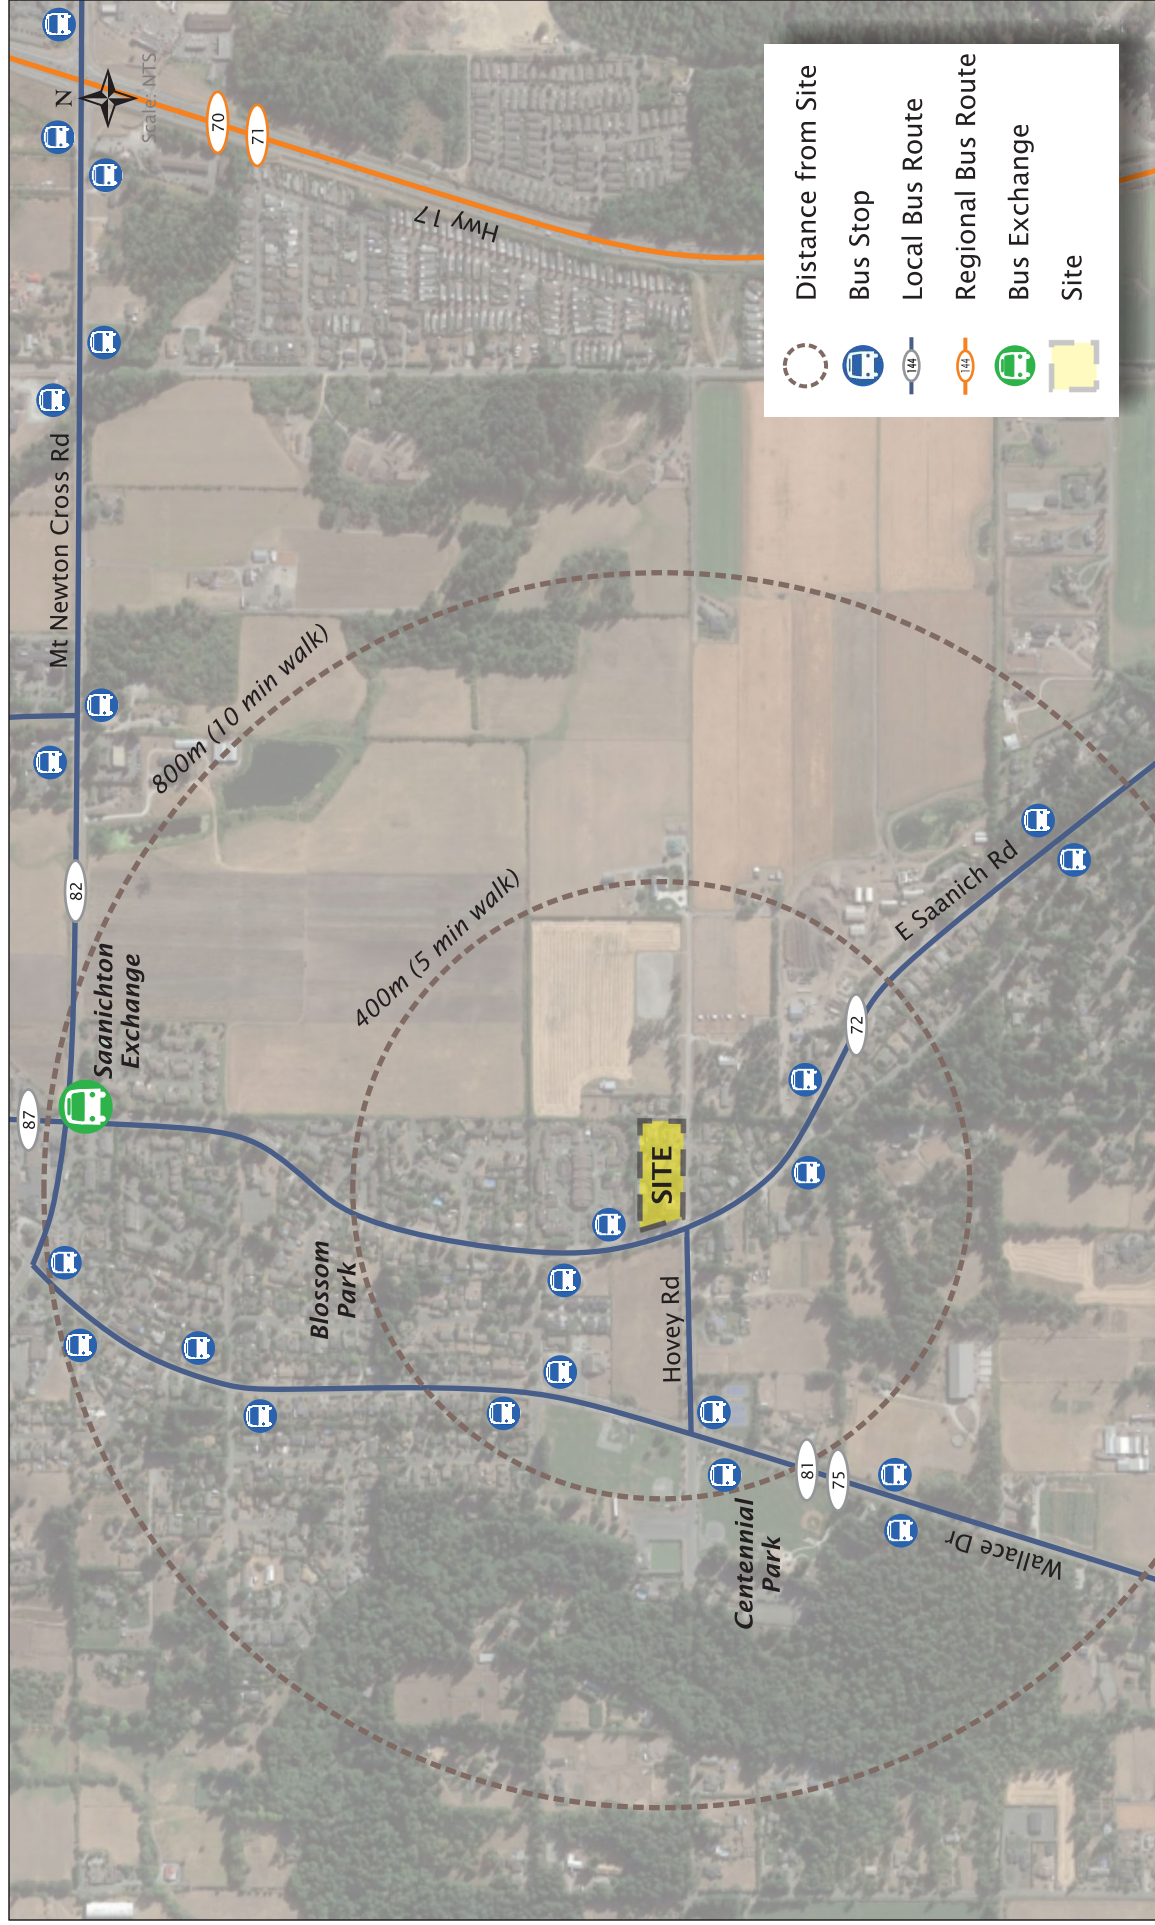 Mt Newton Cross Rd
N
Scale: NTS
70
71
Hwy 17
82
87
Saanichton
Exchange
800m (10 min walk)
400m (5 min walk)
Blossom
Park
SITE
Hovey Rd
72
E Saanich Rd
81
75
Centennial
Park
Wallace Dr
Distance from Site
Bus Stop
144
Local Bus Route
144
Regional Bus Route
Bus Exchange
Site